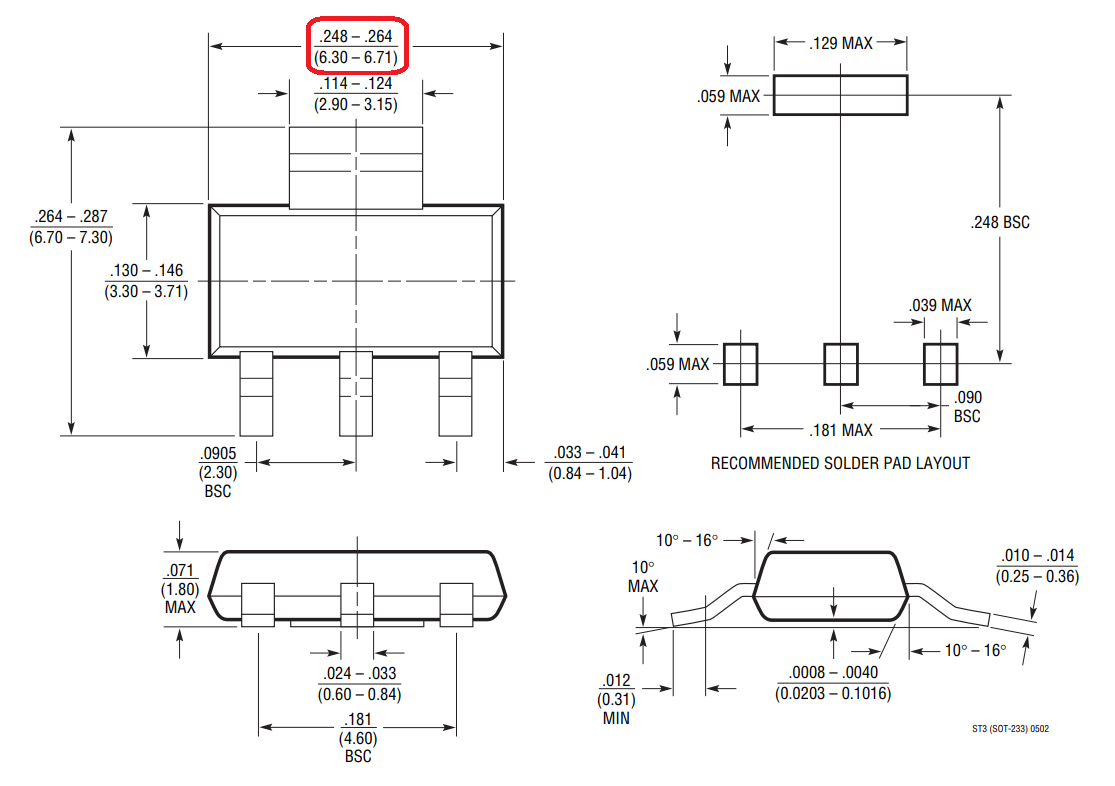 .248 – .264
(6.30 – 6.71)
.114 – .124
(2.90 – 3.15)
.264 – .287
(6.70 – 7.30)
.130 – .146
(3.30 – 3.71)
.0905
(2.30)
BSC
.033 – .041
(0.84 – 1.04)
.129 MAX
.059 MAX
.248 BSC
.039 MAX
.059 MAX
.090
BSC
.181 MAX
RECOMMENDED SOLDER PAD LAYOUT
.071
(1.80)
MAX
.024 – .033
(0.60 – 0.84)
.181
(4.60)
BSC
10° – 16°
10°
MAX
.010 – .014
(0.25 – 0.36)
10° – 16°
.0008 – .0040
(0.0203 – 0.1016)
.012
(0.31)
MIN
ST3 (SOT-233) 0502